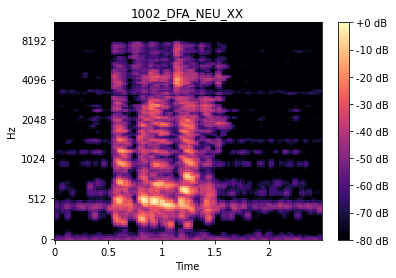 1002_DFA_NEU_XX
+0 dB
8192
-10 dB
4096
-20 dB
-30 dB
2048
Hz
-40 dB
1024
-50 dB
512
-60 dB
-70 dB
0
-80 dB
0 0.5 1 1.5 2
Time